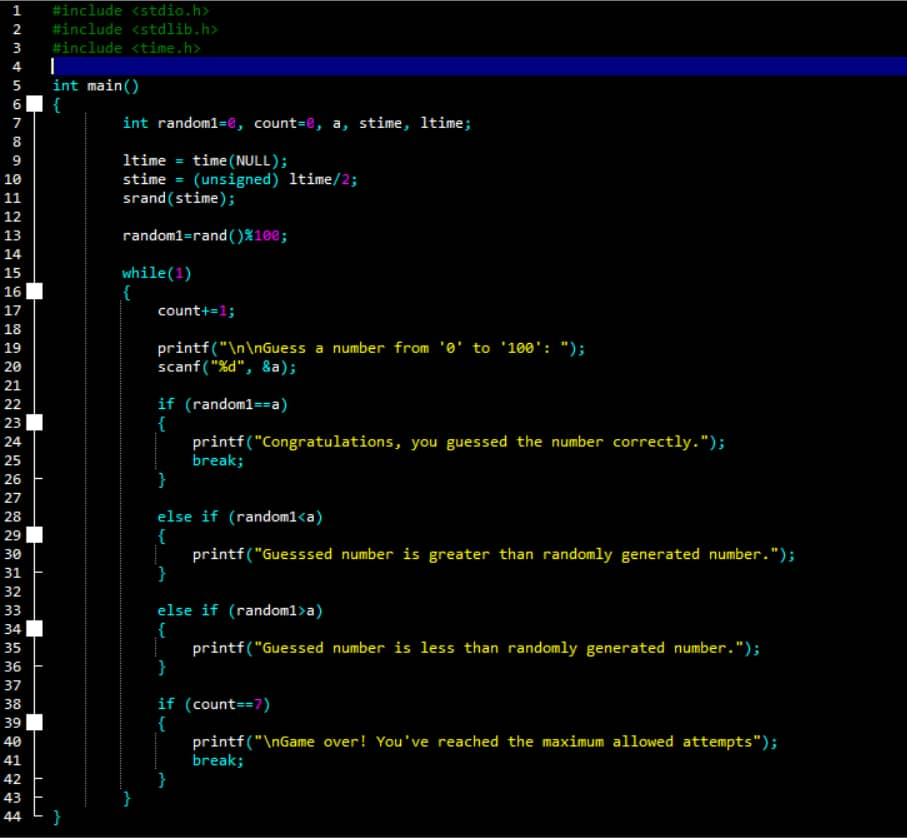 1 #include <stdio.h>
2 #include <stdlib.h>
3 #include <time.h>
4
5 int main()
6 {
7 int random1=0, count=0, a, stime, ltime;
8
9 ltime = time(NULL);
10 stime = (unsigned) ltime/2;
11 srand(stime);
12
13 random1=rand()%100;
14
15 while(1)
16 {
17 count+=1;
18
19 printf("\n\nGuess a number from '0' to '100': ");
20 scanf("%d", &a);
21
22 if (random1==a)
23 {
24 printf("Congratulations, you guessed the number correctly.");
25 break;
26 }
27
28 else if (random1<a)
29 {
30 printf("Guesssed number is greater than randomly generated number.");
31 }
32
33 else if (random1>a)
34 {
35 printf("Guessed number is less than randomly generated number.");
36 }
37
38 if (count==7)
39 {
40 printf("\nGame over! You've reached the maximum allowed attempts");
41 break;
42 }
43 }
44 }